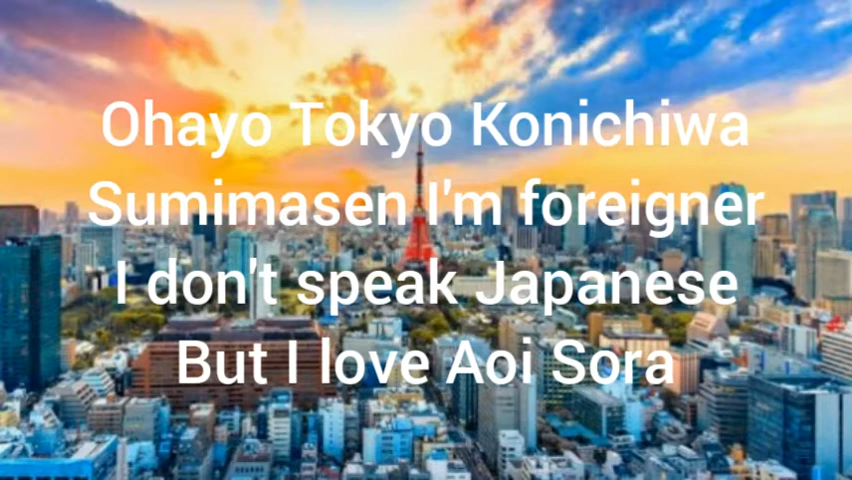 Ohayo Tokyo Konichiwa
Sumimasen I'm foreigner
I don't speak Japanese
But I love Aoi Sora